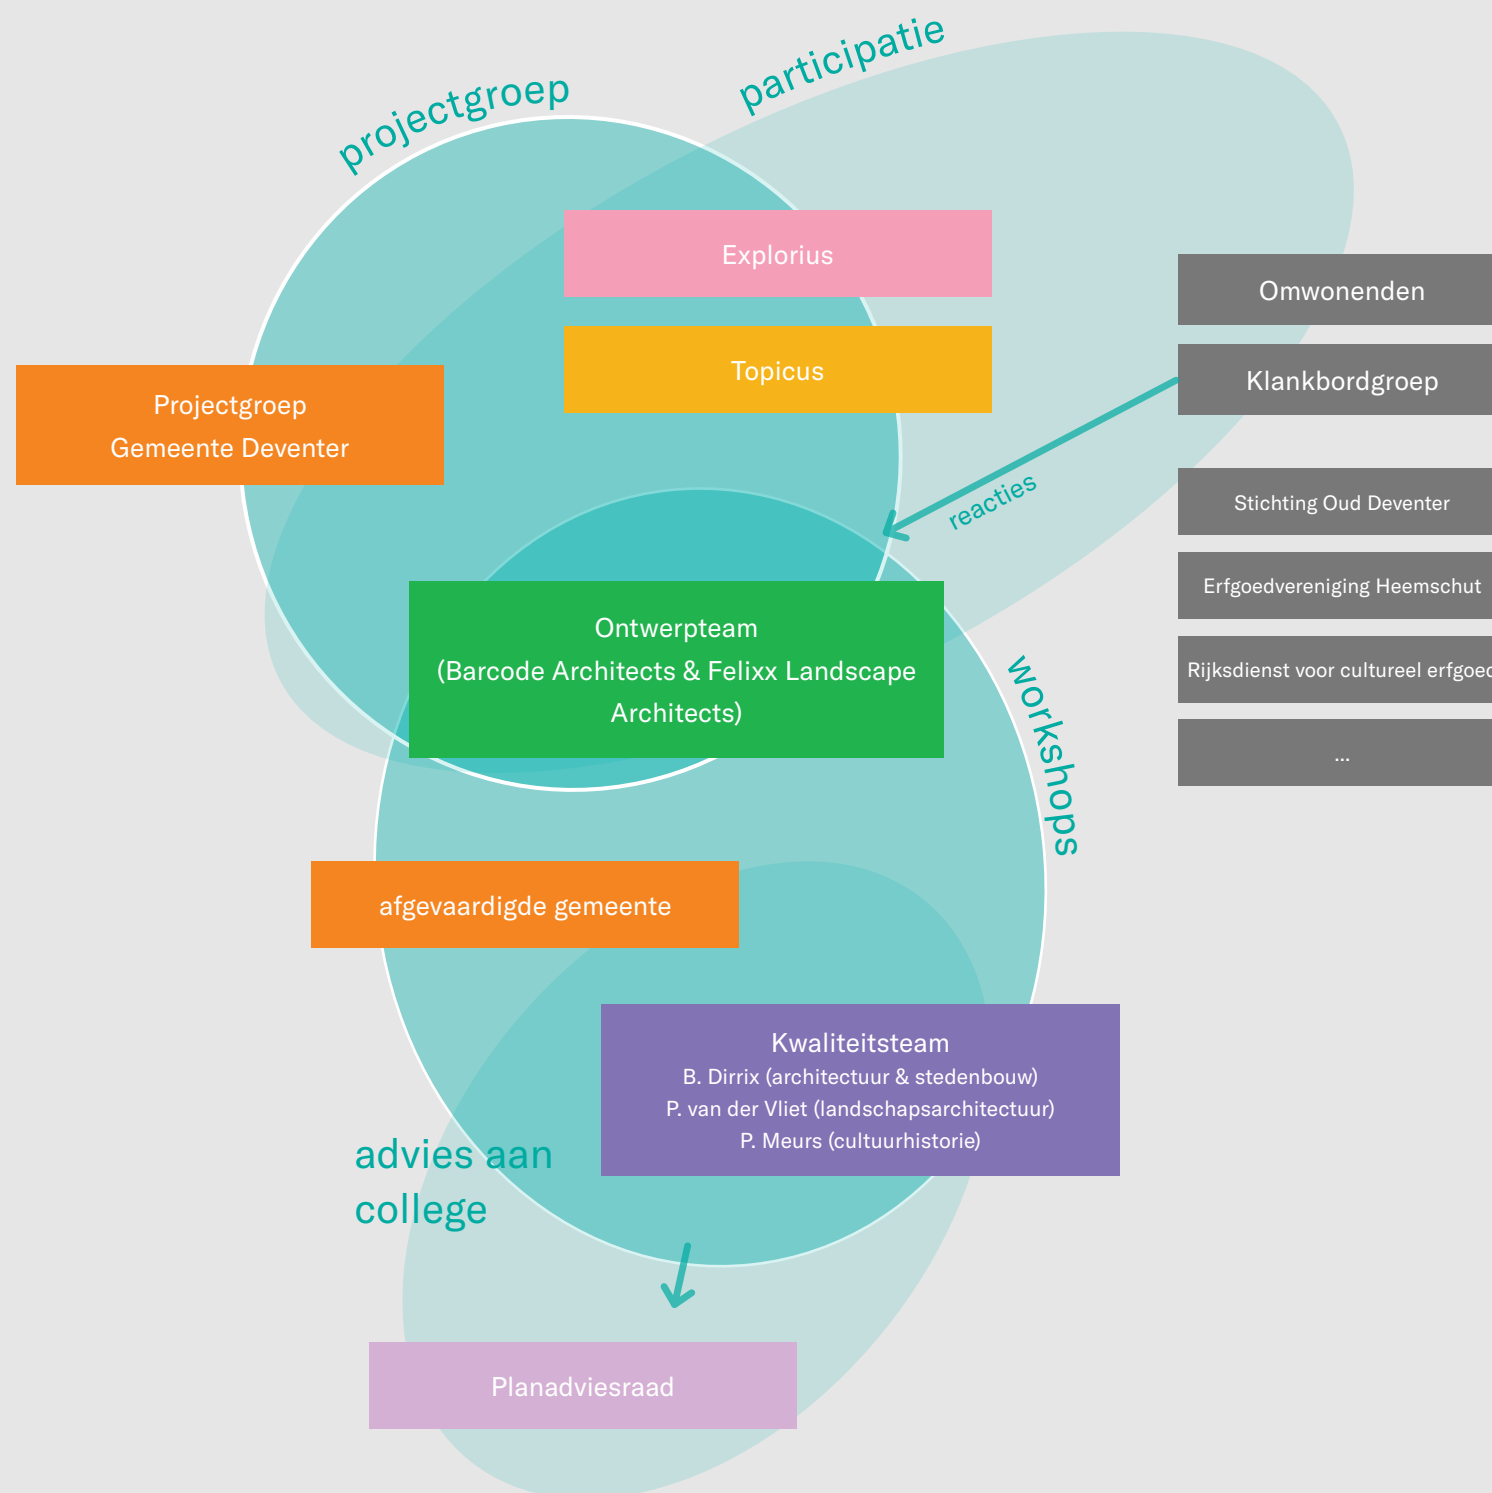 participatie
projectgroep
Explorius
Omwonenden
Topicus
Klankbordgroep
Projectgroep
Gemeente Deventer
reacties
Stichting Oud Deventer
Erfgoedvereniging Heemschut
Ontwerpteam
(Barcode Architects & Felixx Landscape
Architects)
Rijksdienst voor cultureel erfgoed
workshops
...
afgevaardigde gemeente
Kwaliteitsteam
B. Dirrix (architectuur & stedenbouw)
P. van der Vliet (landschapsarchitectuur)
P. Meurs (cultuurhistorie)
advies aan
college
Planadviesraad